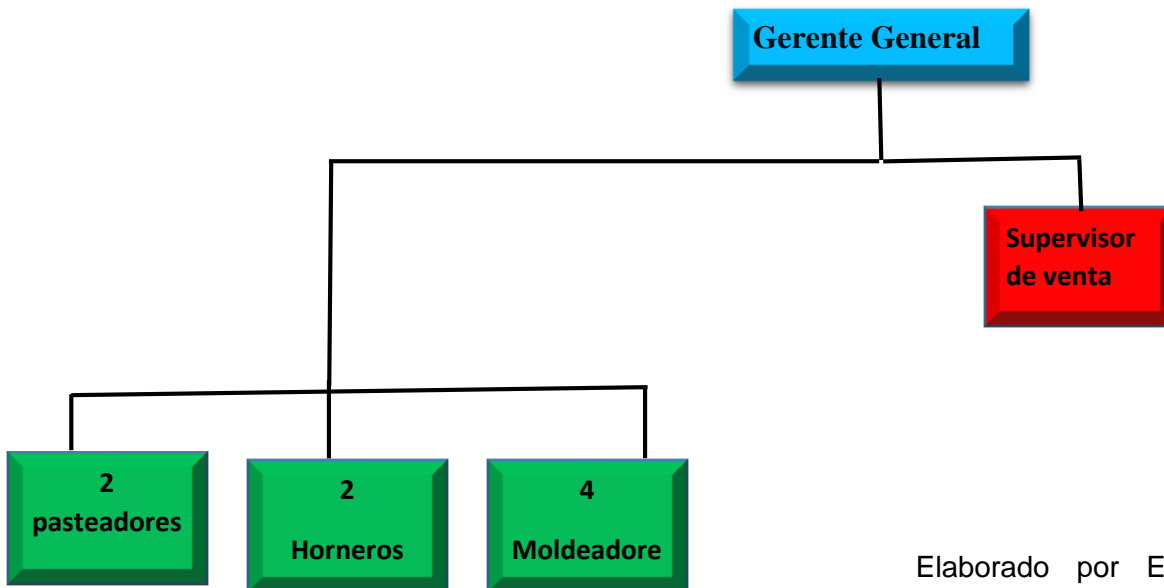 Gerente General
Supervisor
de venta
2
pasteadores
2
Horneros
4
Moldeadore
Elaborado por E